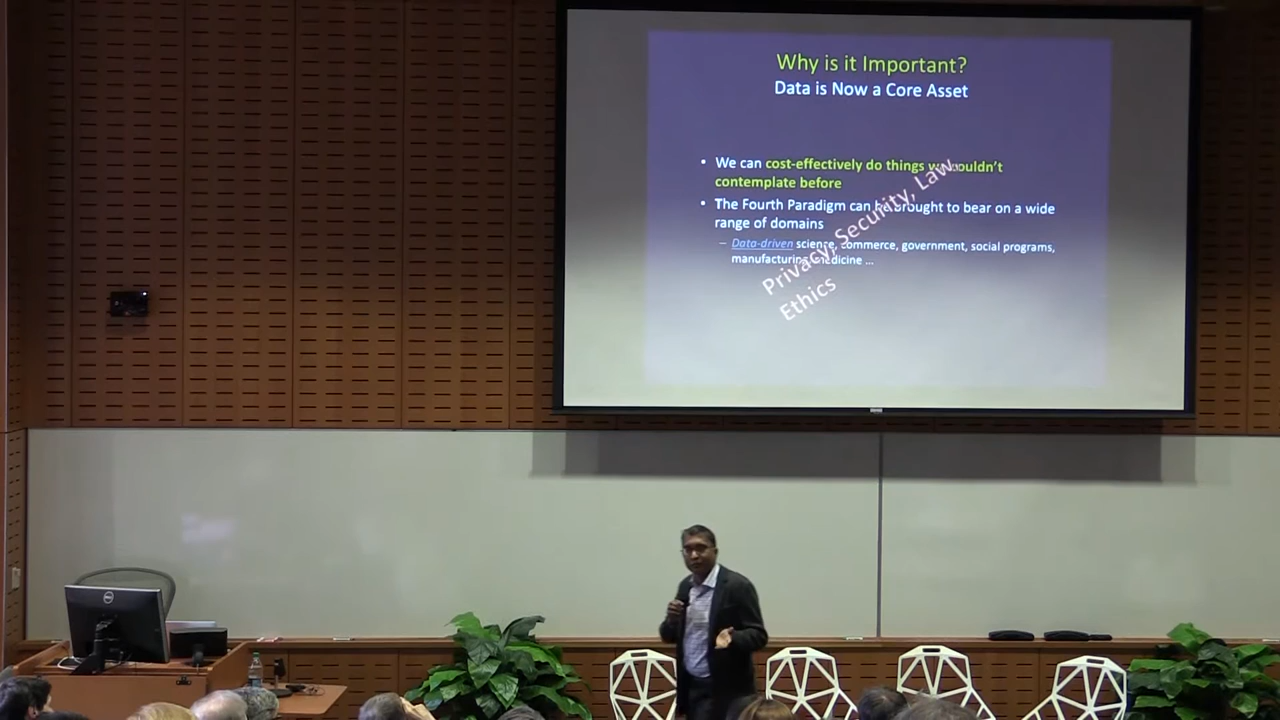 Why is it Important?
Data is Now a Core Asset
• We can cost-effectively do things we couldn't
contemplate before
• The Fourth Paradigm can be brought to bear on a wide
range of domains
– Data-driven science, commerce, government, social programs,
manufacturing, medicine ...
Privacy, Security, Law,
Ethics
DELL